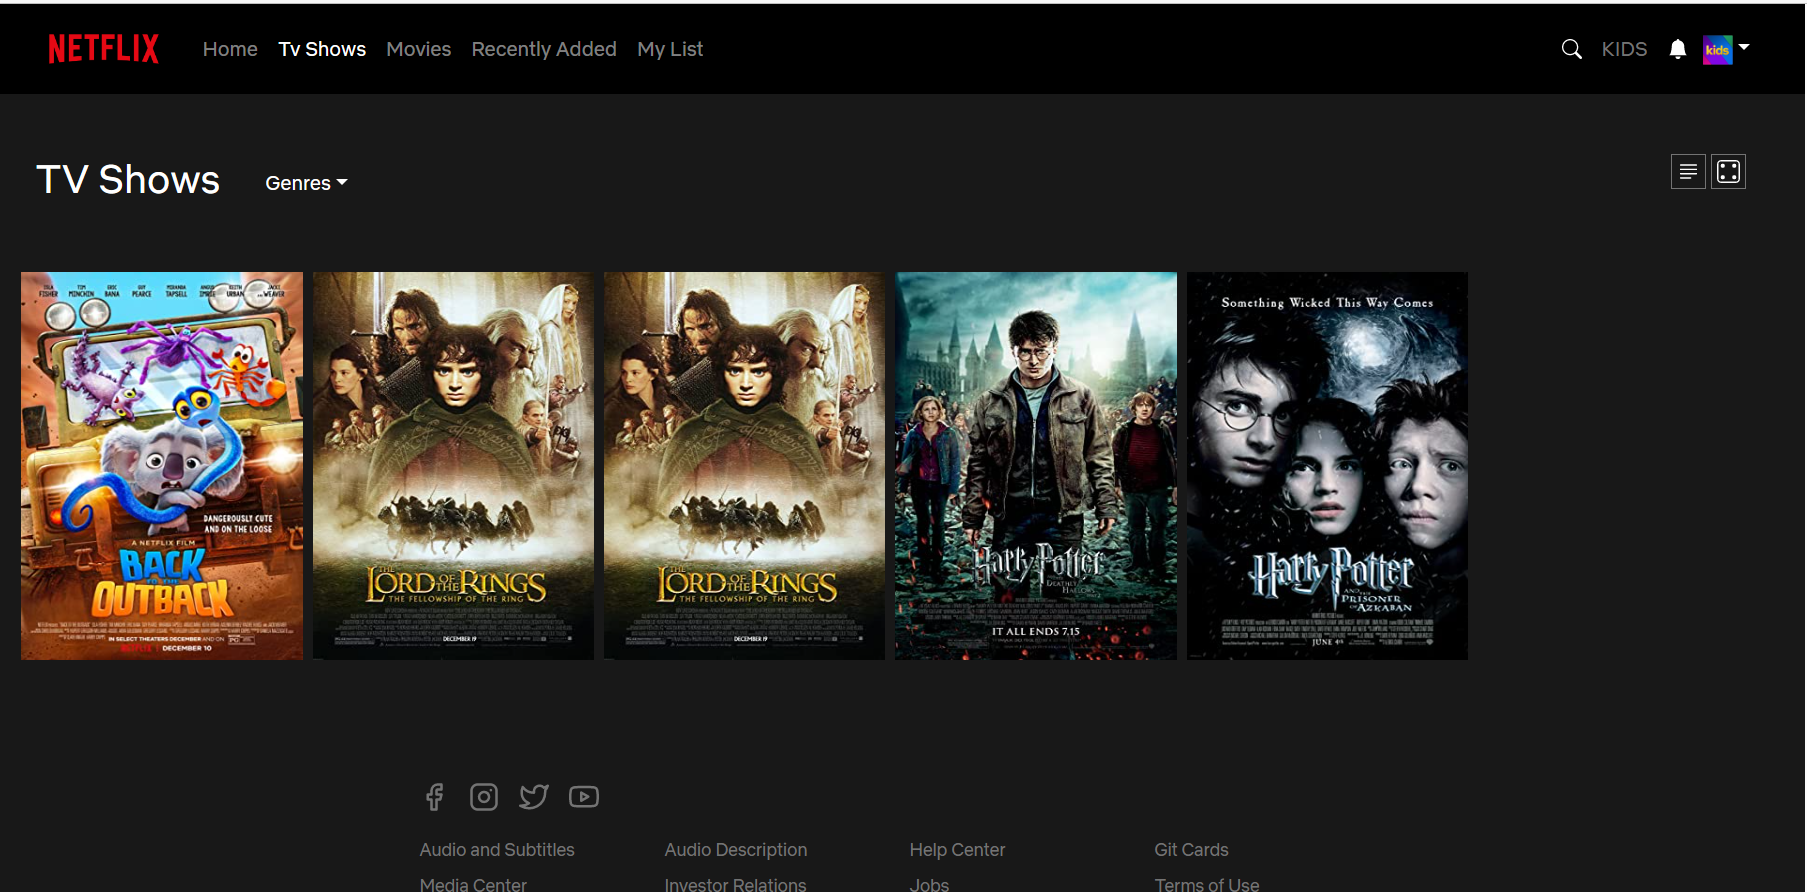 NETFLIX Home Tv Shows Movies Recently Added My List KIDS kids
TV Shows Genres
ISLA FISHER TIM MINCHIN ERIC BANA GUY PEARCE MIRANDA TAPSELL ANGUS IMRIE KEITH URBAN JACKI WEAVER
DANGEROUSLY CUTE
AND ON THE LOOSE
A NETFLIX FILM
BACK
TO THE
OUTBACK
IN SELECT THEATERS DECEMBER AND ON
NETFLIX DECEMBER 10
THE
LORD OF THE RINGS
THE FELLOWSHIP OF THE RING
DECEMBER 19
THE
LORD OF THE RINGS
THE FELLOWSHIP OF THE RING
DECEMBER 19
Harry Potter
DEATHLY
HALLOWS
IT ALL ENDS 7.15
Something Wicked This Way Comes
Harry Potter
AND THE
PRISONER
OF AZKABAN
JUNE 4TH
Audio and Subtitles Audio Description Help Center Git Cards
Media Center Investor Relations Jobs Terms of Use